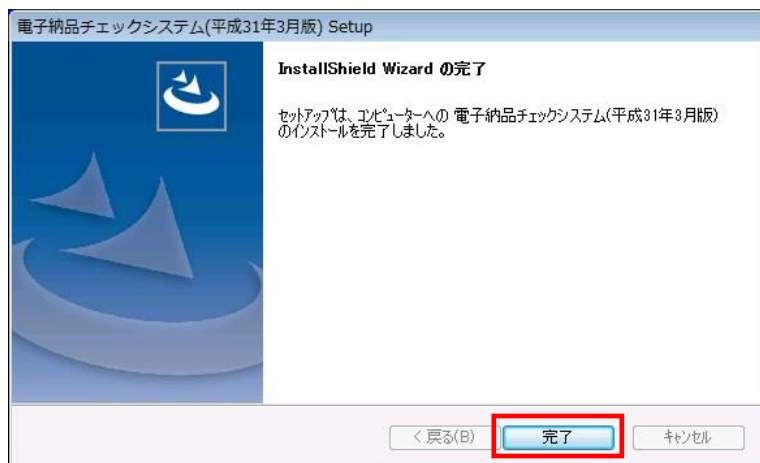 電子納品チェックシステム(平成31年3月版) Setup
InstallShield Wizard の完了
セットアップは、コンピューターへの 電子納品チェックシステム(平成31年3月版)
のインストールを完了しました。
< 戻る(B)
完了
キャンセル